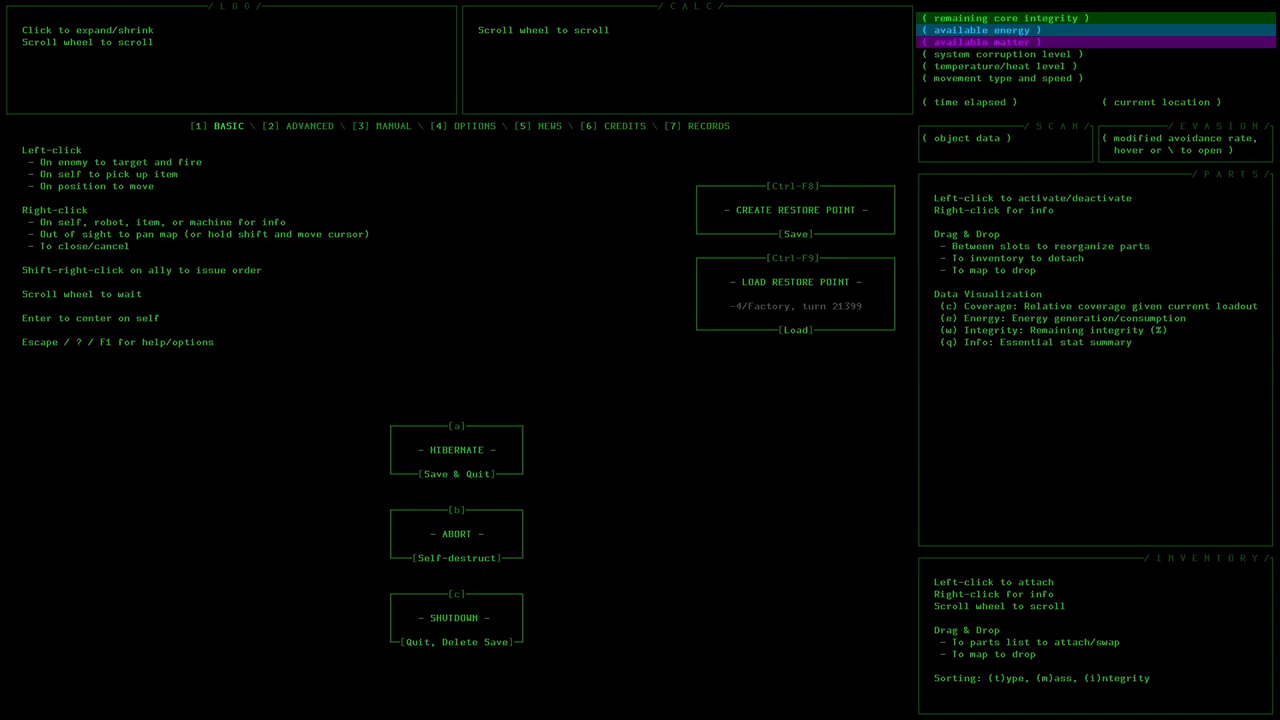 / L O G /
Click to expand/shrink
Scroll wheel to scroll
/ C A L C /
Scroll wheel to scroll
( remaining core integrity )
( available energy )
( available matter )
( system corruption level )
( temperature/heat level )
( movement type and speed )
( time elapsed )
( current location )
[1] BASIC \ [2] ADVANCED \ [3] MANUAL \ [4] OPTIONS \ [5] NEWS \ [6] CREDITS \ [7] RECORDS
/ S C A N /
( object data )
/ E V A S I O N /
( modified avoidance rate,
hover or \ to open )
Left-click
- On enemy to target and fire
- On self to pick up item
- On position to move
Right-click
- On self, robot, item, or machine for info
- Out of sight to pan map (or hold shift and move cursor)
- To close/cancel
Shift-right-click on ally to issue order
Scroll wheel to wait
Enter to center on self
Escape / ? / F1 for help/options
[Ctrl-F8]
- CREATE RESTORE POINT -
[Save]
[Ctrl-F9]
- LOAD RESTORE POINT -
-4/Factory, turn 21399
[Load]
[a]
- HIBERNATE -
[Save & Quit]
[b]
- ABORT -
[Self-destruct]
[c]
- SHUTDOWN -
[Quit, Delete Save]
/ P A R T S /
Left-click to activate/deactivate
Right-click for info
Drag & Drop
- Between slots to reorganize parts
- To inventory to detach
- To map to drop
Data Visualization
(c) Coverage: Relative coverage given current loadout
(e) Energy: Energy generation/consumption
(w) Integrity: Remaining integrity (%)
(q) Info: Essential stat summary
/ I N V E N T O R Y /
Left-click to attach
Right-click for info
Scroll wheel to scroll
Drag & Drop
- To parts list to attach/swap
- To map to drop
Sorting: (t)ype, (m)ass, (i)ntegrity